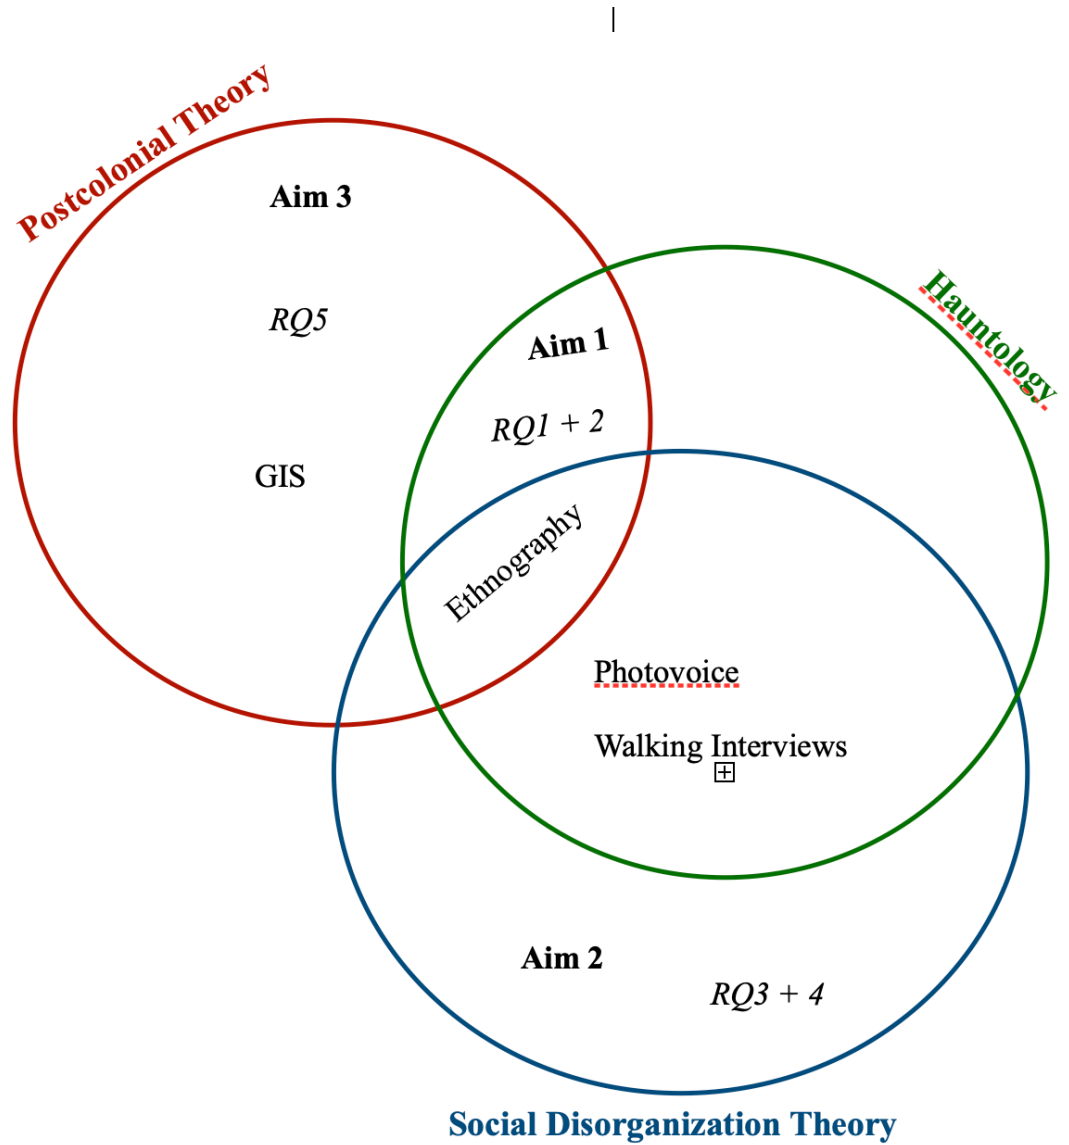 Postcolonial Theory
Aim 3
Hauntology
RQ5
Aim 1
RQ1 + 2
GIS
Ethnography
Photovoice
Walking Interviews
Aim 2
RQ3 + 4
Social Disorganization Theory